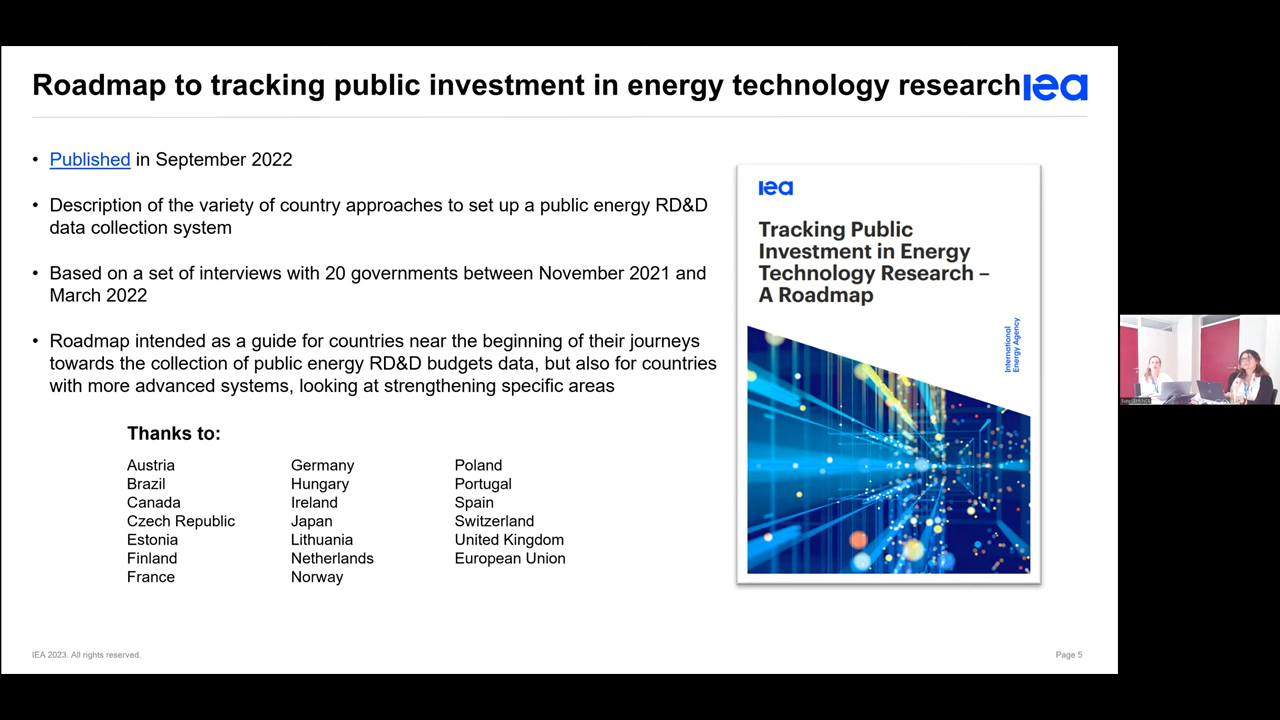 Roadmap to tracking public investment in energy technology research
iea
• Published in September 2022
• Description of the variety of country approaches to set up a public energy RD&D
data collection system
• Based on a set of interviews with 20 governments between November 2021 and
March 2022
• Roadmap intended as a guide for countries near the beginning of their journeys
towards the collection of public energy RD&D budgets data, but also for countries
with more advanced systems, looking at strengthening specific areas
Thanks to:
Austria
Brazil
Canada
Czech Republic
Estonia
Finland
France
Germany
Hungary
Ireland
Japan
Lithuania
Netherlands
Norway
Poland
Portugal
Spain
Switzerland
United Kingdom
European Union
iea
Tracking Public
Investment in Energy
Technology Research –
A Roadmap
International
Energy Agency
IEA 2023. All rights reserved.
Page 5